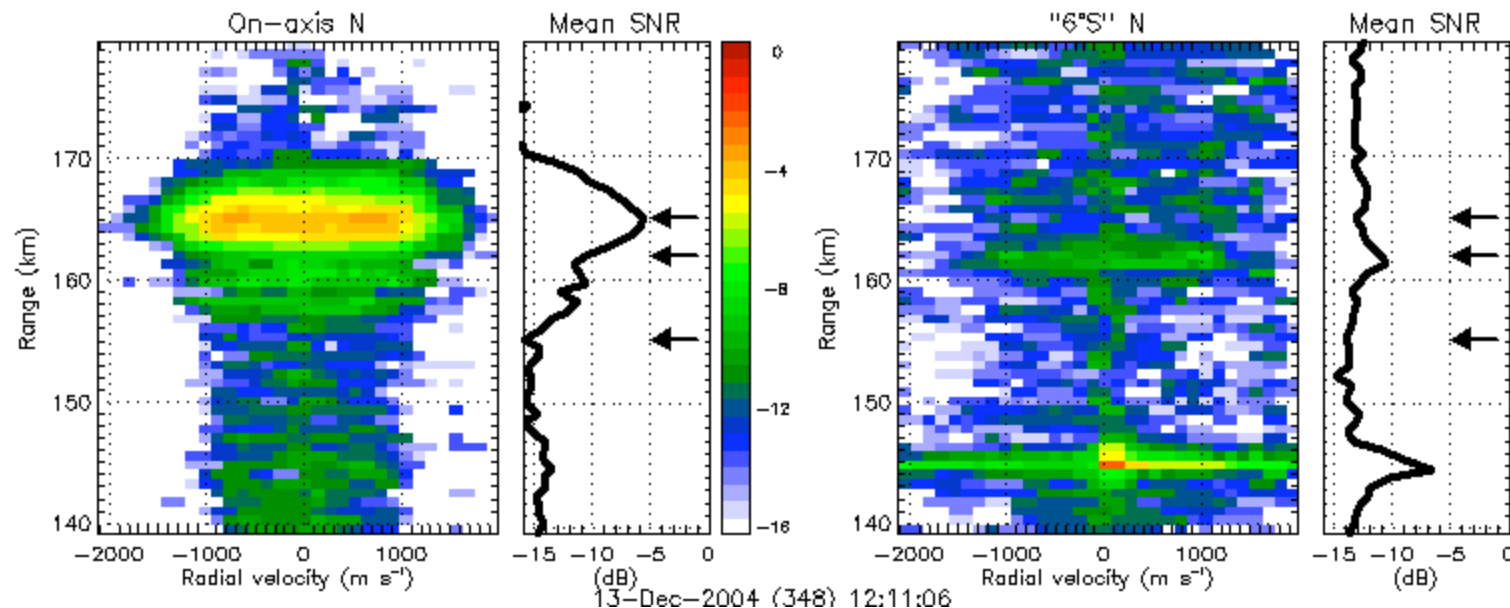 On-axis N
Mean SNR
"6°S" N
Mean SNR
Range (km)
170
160
150
140
-2000 -1000 0 1000
Radial velocity (m s⁻¹)
-15 -10 -5 0
(dB)
0
-4
-8
-12
-16
Range (km)
170
160
150
140
-2000 -1000 0 1000
Radial velocity (m s⁻¹)
-15 -10 -5 0
(dB)
13-Dec-2004 (348) 12:11:06